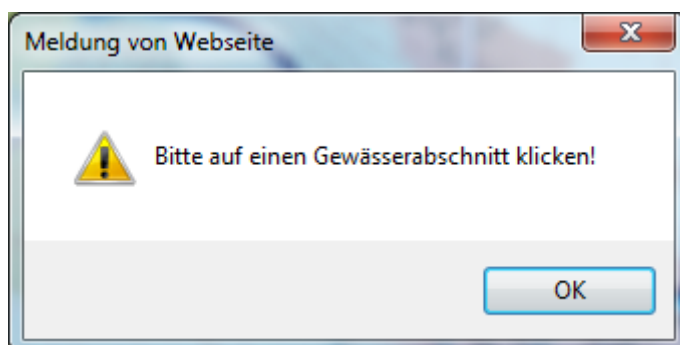 Meldung von Webseite
Bitte auf einen Gewässerabschnitt klicken!
OK